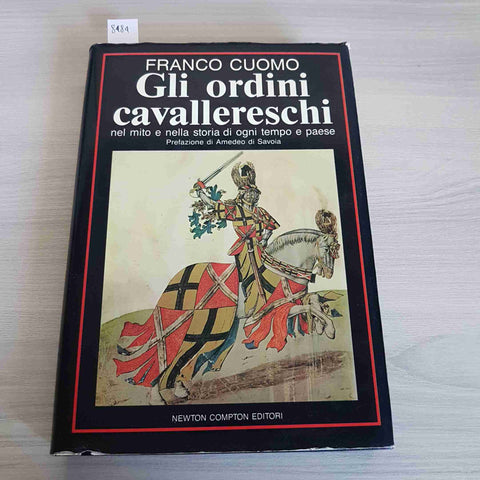 8484
FRANCO CUOMO
Gli ordini
cavallereschi
nel mito e nella storia di ogni tempo e paese
Prefazione di Amedeo di Savoia
NEWTON COMPTON EDITORI